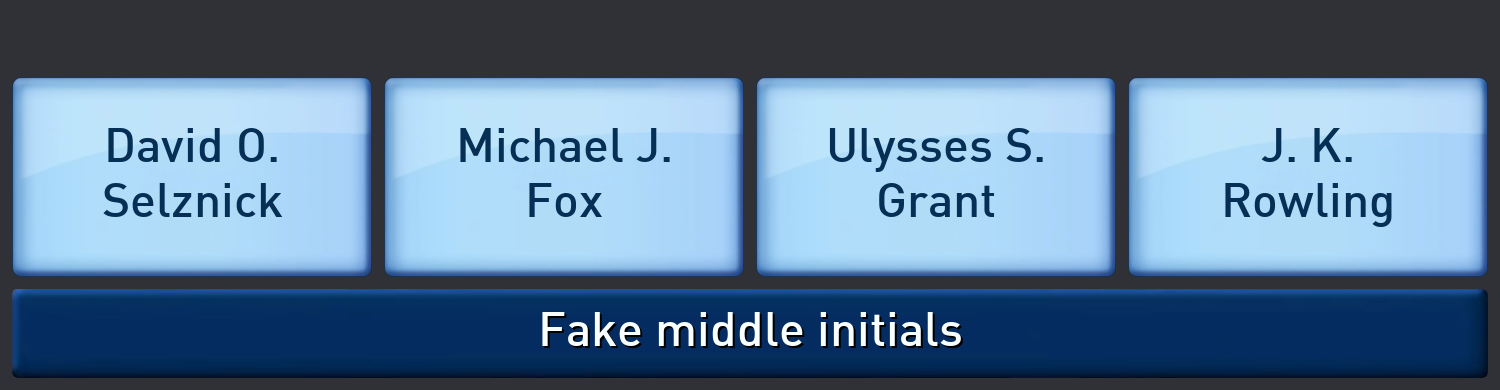 David O.
Selznick
Michael J.
Fox
Ulysses S.
Grant
J. K.
Rowling
Fake middle initials